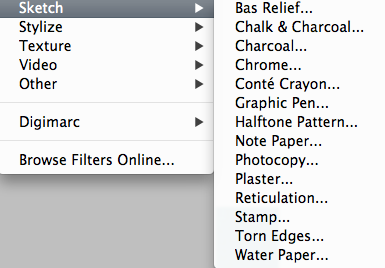 Sketch
Stylize
Texture
Video
Other
Digimarc
Browse Filters Online...
Bas Relief...
Chalk & Charcoal...
Charcoal...
Chrome...
Conté Crayon...
Graphic Pen...
Halftone Pattern...
Note Paper...
Photocopy...
Plaster...
Reticulation...
Stamp...
Torn Edges...
Water Paper...